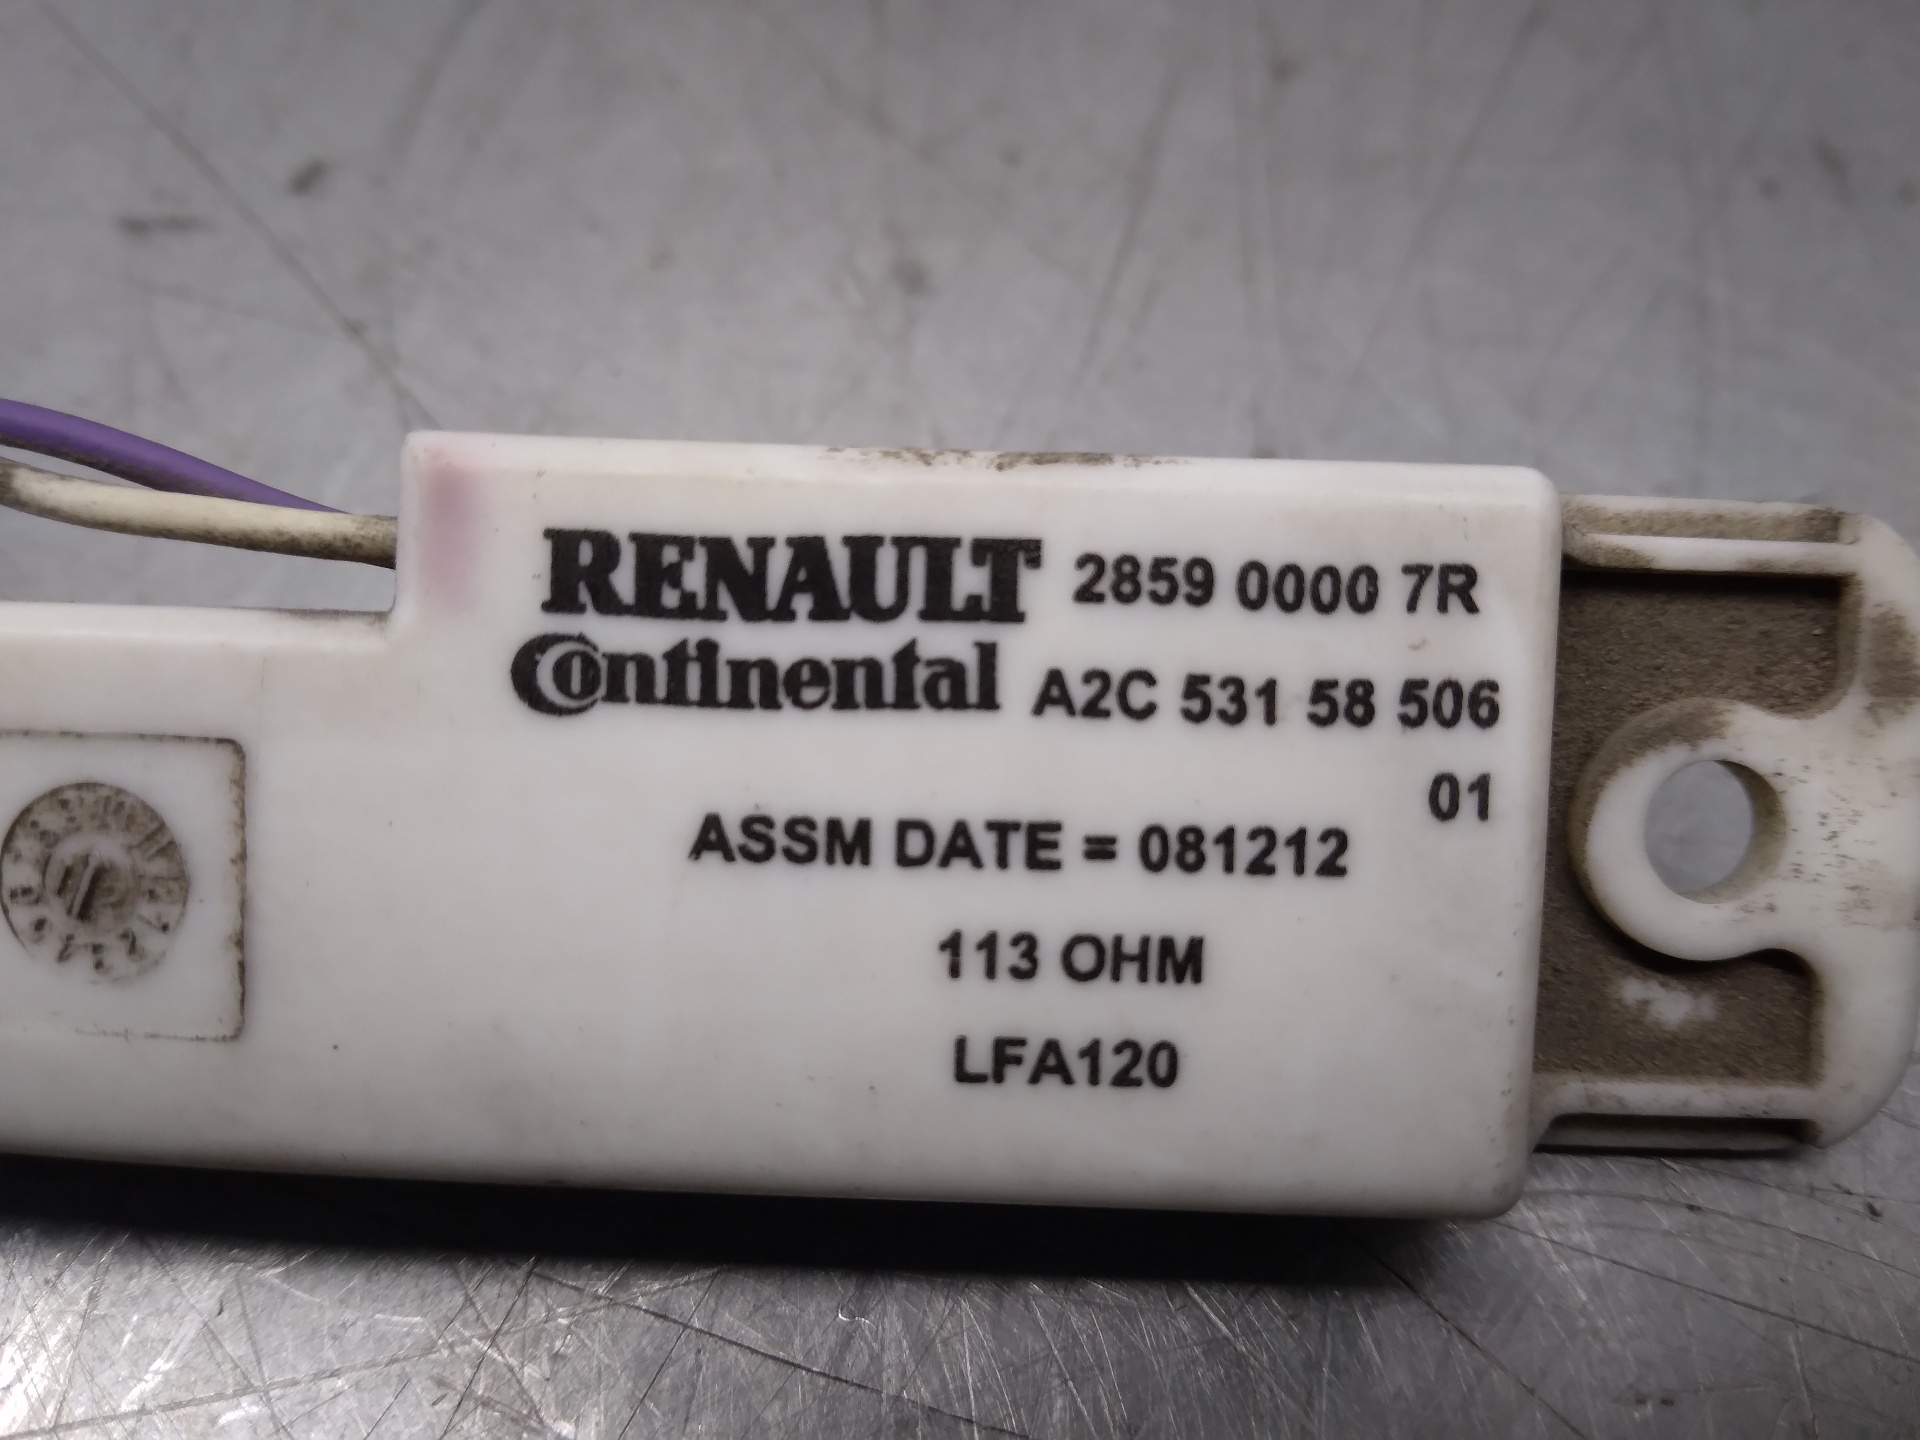 RENAULT 2859 0000 7R
Continental A2C 531 58 506
01
ASSM DATE = 081212
113 OHM
LFA120